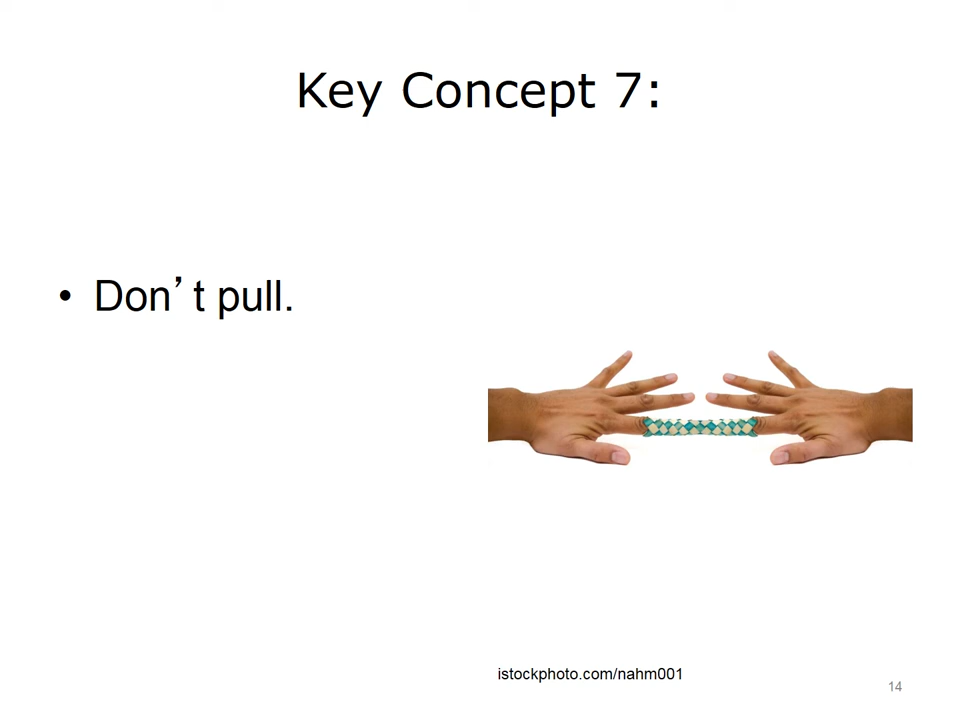 Key Concept 7:
• Don’t pull.
istockphoto.com/nahm001
14